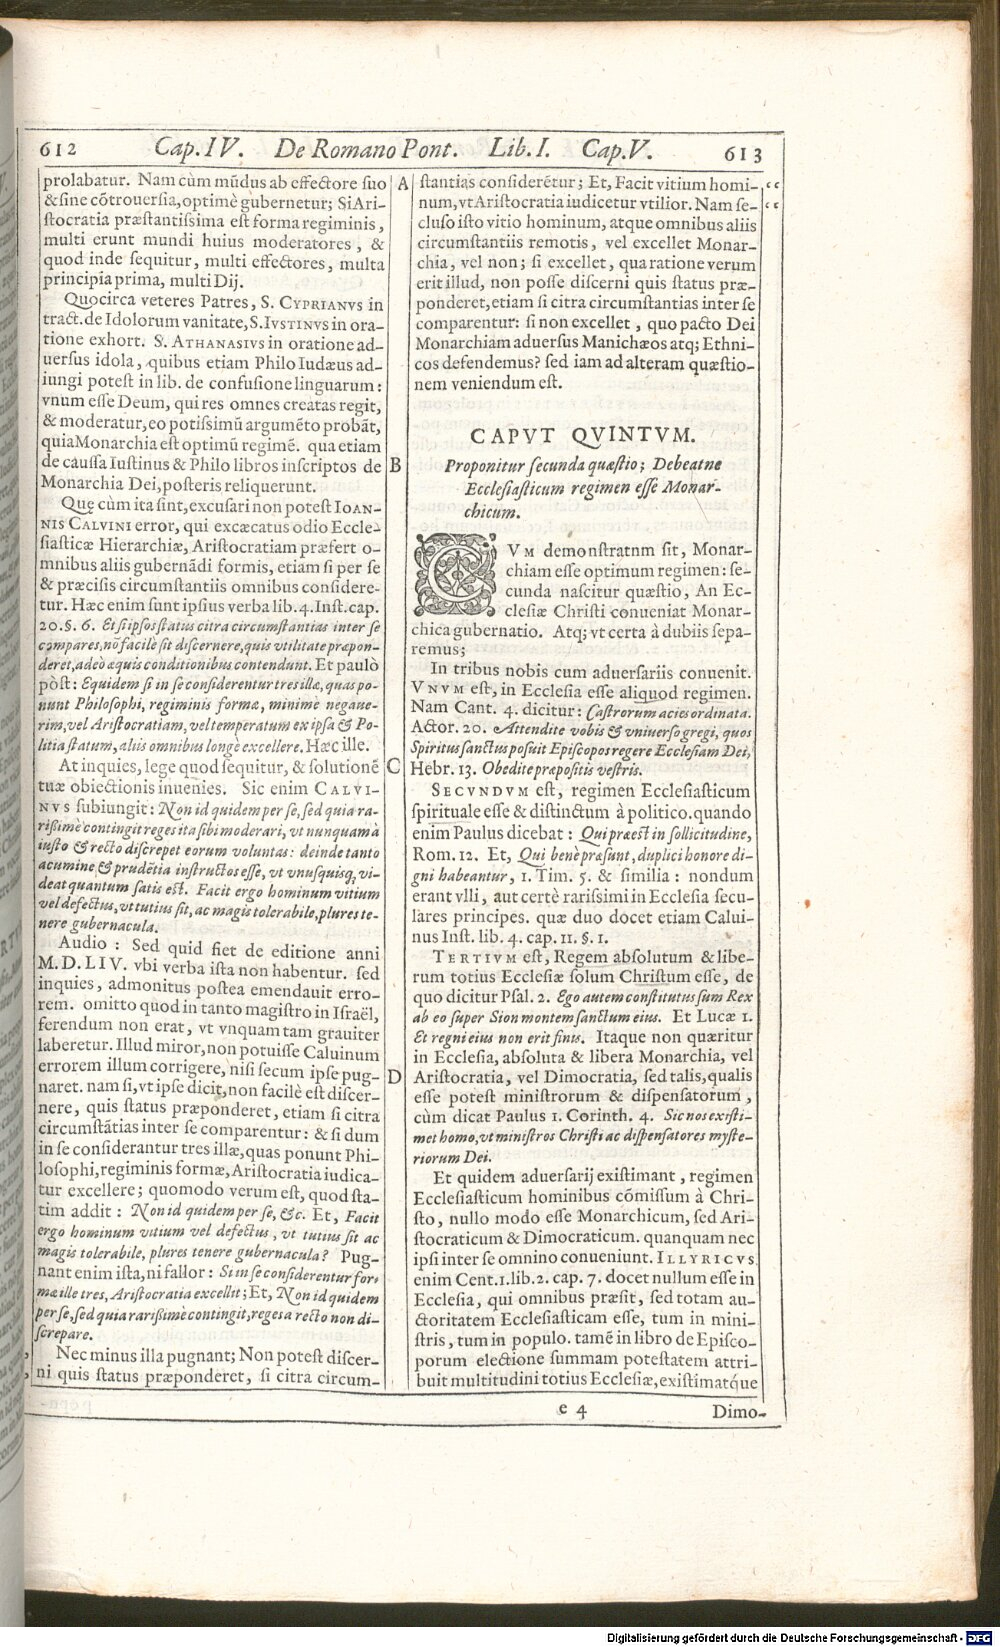 612 Cap. IV. De Romano Pont. Lib. I. Cap. V. 613
prolabatur. Nam cùm mũdus ab effectore suo
& sine cõtrouersia, optimè gubernetur; Si Ari-
stocratia præstantissima est forma regiminis,
multi erunt mundi huius moderatores, &
quod inde sequitur, multi effectores, multa
principia prima, multi Dij.
Quocirca veteres Patres, S. CYPRIANVS in
tract. de Idolorum vanitate, S. IVSTINVS in ora-
tione exhort. S. ATHANASIVS in oratione ad-
uersus idola, quibus etiam Philo Iudæus ad-
iungi potest in lib. de confusione linguarum:
vnum esse Deum, qui res omnes creatas regit,
& moderatur, eo potissimũ argumẽto probãt,
quia Monarchia est optimũ regimẽ. qua etiam
de caussa Iustinus & Philo libros inscriptos de
Monarchia Dei, posteris reliquerunt.
Que cùm ita sint, excusari non potest IOAN-
NIS CALVINI error, qui excæcatus odio Eccle-
siasticæ Hierarchiæ, Aristocratiam præfert o-
mnibus aliis gubernãdi formis, etiam si per se
& præcisis circumstantiis omnibus considere-
tur. Hæc enim sunt ipsius verba lib. 4. Inst. cap.
20. §. 6. Et si ipsos status citra circumstantias inter se
compares, nõ facilè sit discernere, quis vtilitate præpon-
deret, adeò æquis conditionibus contendunt. Et paulò
pòst: Equidem si in se considerentur tres illæ, quas po-
nunt Philosophi, regiminis formæ, minimè negaue-
rim, vel Aristocratiam, vel temperatum ex ipsa & Po-
litia statum, aliis omnibus longè excellere. Hæc ille.
At inquies, lege quod sequitur, & solutionẽ
tuæ obiectionis inuenies. Sic enim CALVI-
NVS subiungit: Non id quidem per se, sed quia ra-
rißimè contingit reges ita sibi moderari, vt nunquam à
iusto & recto discrepet eorum voluntas: deinde tanto
acumine & prudẽtia instructos esse, vt vnusquisq; vi-
deat quantum satis est. Facit ergo hominum vitium
vel defectus, vt tutius sit, ac magis tolerabile, plures te-
nere gubernacula.
Audio: Sed quid fiet de editione anni
M.D.LIV. vbi verba ista non habentur. sed
inquies, admonitus postea emendauit erro-
rem. omitto quod in tanto magistro in Israël,
ferendum non erat, vt vnquam tam grauiter
laberetur. Illud miror, non potuisse Caluinum
errorem illum corrigere, nisi secum ipse pug-
naret. nam si, vt ipse dicit, non facilè est discer-
nere, quis status præponderet, etiam si citra
circumstãtias inter se comparentur: & si dum
in se considerantur tres illæ, quas ponunt Phi-
losophi, regiminis formæ, Aristocratia iudica-
tur excellere; quomodo verum est, quod sta-
tim addit: Non id quidem per se, &c. Et, Facit
ergo hominum vitium vel defectus, vt tutius sit ac
magis tolerabile, plures tenere gubernacula? Pug-
nant enim ista, ni fallor: Si in se considerentur for-
mæ ille tres, Aristocratia excellit; Et, Non id quidem
per se, sed quia rarißimè contingit, reges a recto non di-
screpare.
Nec minus illa pugnant; Non potest discer-
ni quis status præponderet, si citra circum-
A
B
C
D
stantias considerẽtur; Et, Facit vitium homi-
num, vt Aristocratia iudicetur vtilior. Nam se-
cluso isto vitio hominum, atque omnibus aliis
circumstantiis remotis, vel excellet Monar-
chia, vel non; si excellet, qua ratione verum
erit illud, non posse discerni quis status præ-
ponderet, etiam si citra circumstantias inter se
comparentur: si non excellet, quo pacto Dei
Monarchiam aduersus Manichæos atq; Ethni-
cos defendemus? sed iam ad alteram quæstio-
nem veniendum est.
CAPVT QVINTVM.
Proponitur secunda quæstio; Debeatne
Ecclesiasticum regimen esse Monar-
chicum.
CVM demonstratnm sit, Monar-
chiam esse optimum regimen: se-
cunda nascitur quæstio, An Ec-
clesiæ Christi conueniat Monar-
chica gubernatio. Atq; vt certa à dubiis sepa-
remus;
In tribus nobis cum aduersariis conuenit.
VNVM est, in Ecclesia esse aliquod regimen.
Nam Cant. 4. dicitur: Castrorum acies ordinata.
Actor. 20. Attendite vobis & vniuerso gregi, quos
Spiritus sanctus posuit Episcopos regere Ecclesiam Dei,
Hebr. 13. Obedite præpositis vestris.
SECVNDVM est, regimen Ecclesiasticum
spirituale esse & distinctum à politico. quando
enim Paulus dicebat: Qui præest in sollicitudine,
Rom. 12. Et, Qui benè præsunt, duplici honore di-
gni habeantur, 1. Tim. 5. & similia: nondum
erant vlli, aut certè rarissimi in Ecclesia secu-
lares principes. quæ duo docet etiam Calui-
nus Inst. lib. 4. cap. 11. §. 1.
TERTIVM est, Regem absolutum & libe-
rum totius Ecclesiæ solum Christum esse, de
quo dicitur Psal. 2. Ego autem constitutus sum Rex
ab eo super Sion montem sanctum eius. Et Lucæ 1.
Et regni eius non erit finis. Itaque non quæritur
in Ecclesia, absoluta & libera Monarchia, vel
Aristocratia, vel Dimocratia, sed talis, qualis
esse potest ministrorum & dispensatorum,
cùm dicat Paulus 1. Corinth. 4. Sic nos existi-
met homo, vt ministros Christi ac dispensatores myste-
riorum Dei.
Et quidem aduersarij existimant, regimen
Ecclesiasticum hominibus cõmissum à Chri-
sto, nullo modo esse Monarchicum, sed Ari-
stocraticum & Dimocraticum. quanquam nec
ipsi inter se omnino conueniunt. ILLYRICVS
enim Cent. 1. lib. 2. cap. 7. docet nullum esse in
Ecclesia, qui omnibus præsit, sed totam au-
ctoritatem Ecclesiasticam esse, tum in mini-
stris, tum in populo. tamẽ in libro de Episco-
porum electione summam potestatem attri-
buit multitudini totius Ecclesiæ, existimatq́ue
e 4 Dimo-
Digitalisierung gefördert durch die Deutsche Forschungsgemeinschaft - DFG